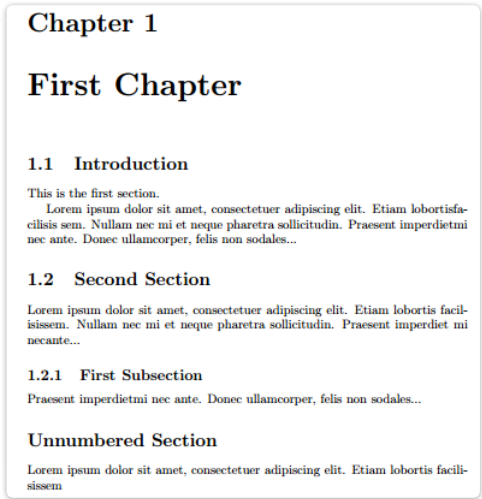 Chapter 1
First Chapter
1.1 Introduction
This is the first section.
Lorem ipsum dolor sit amet, consectetuer adipiscing elit. Etiam lobortisfa-
cilisis sem. Nullam nec mi et neque pharetra sollicitudin. Praesent imperdietmi
nec ante. Donec ullamcorper, felis non sodales...
1.2 Second Section
Lorem ipsum dolor sit amet, consectetuer adipiscing elit. Etiam lobortis facil-
isissem. Nullam nec mi et neque pharetra sollicitudin. Praesent imperdiet mi
necante...
1.2.1 First Subsection
Praesent imperdietmi nec ante. Donec ullamcorper, felis non sodales...
Unnumbered Section
Lorem ipsum dolor sit amet, consectetuer adipiscing elit. Etiam lobortis facili-
sissem